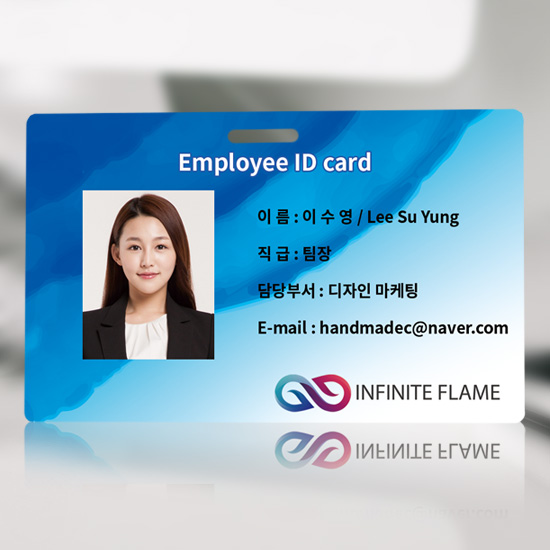 Employee ID card
이 름 : 이 수 영 / Lee Su Yung
직 급 : 팀장
담당부서 : 디자인 마케팅
E-mail : handmadec@naver.com
INFINITE FLAME